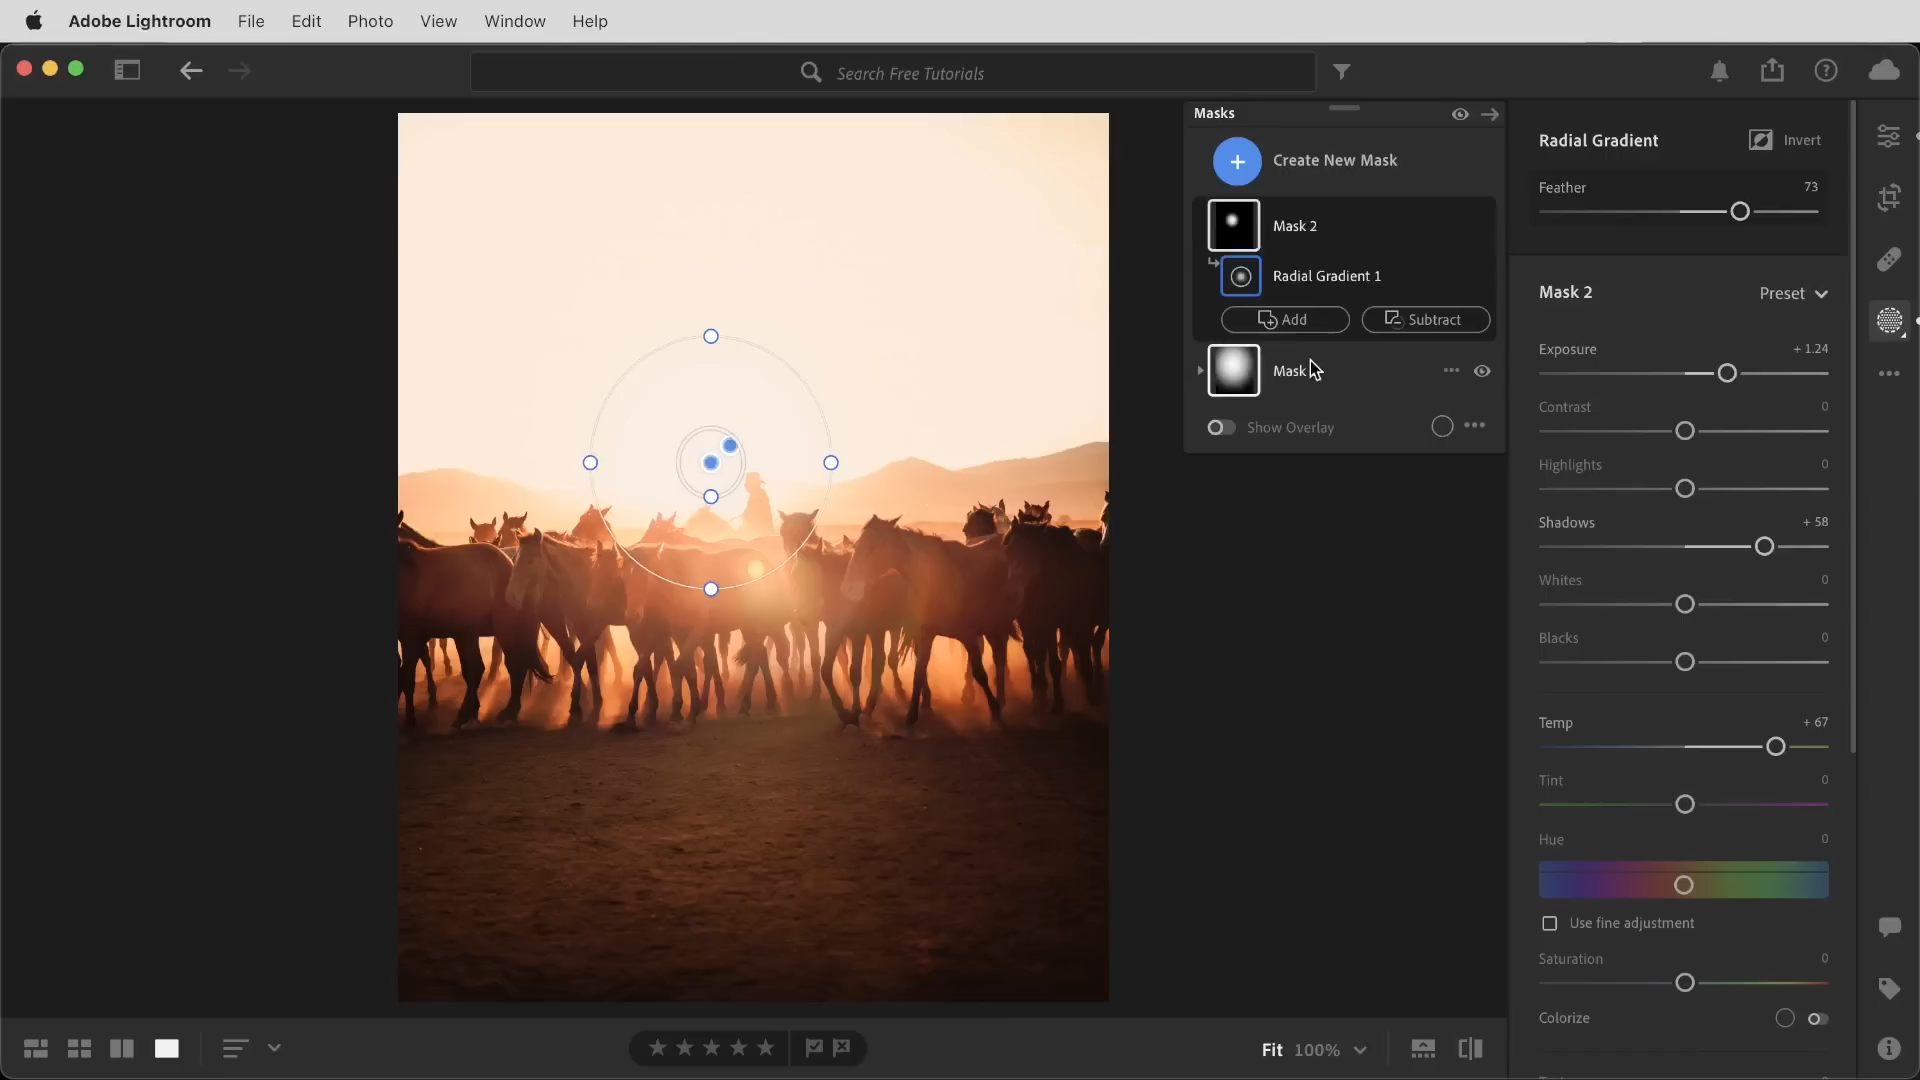 Adobe Lightroom File Edit Photo View Window Help
Search Free Tutorials
Masks
Create New Mask
Mask 2
Radial Gradient 1
Add Subtract
Mask
Show Overlay
Radial Gradient Invert
Feather 73
Mask 2 Preset
Exposure + 1.24
Contrast 0
Highlights 0
Shadows + 58
Whites 0
Blacks 0
Temp + 67
Tint 0
Hue 0
Use fine adjustment
Saturation 0
Colorize
Fit 100%